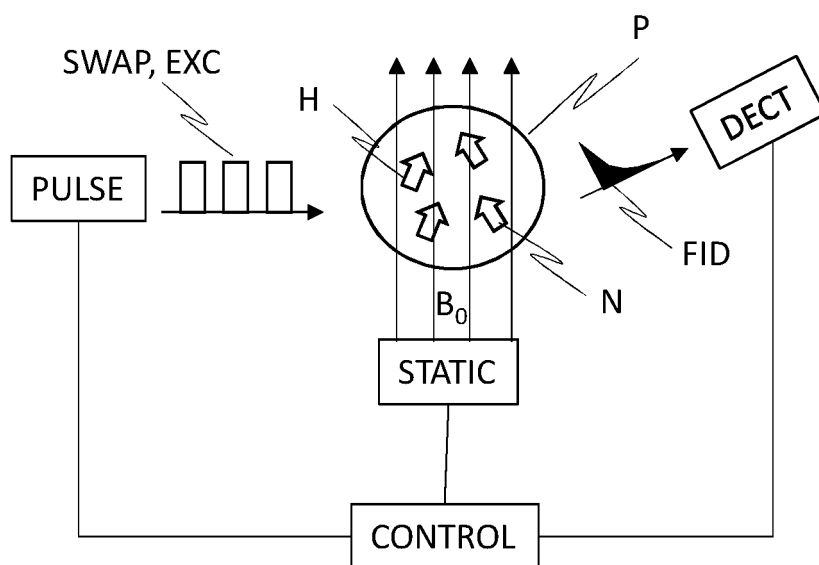 SWAP, EXC
H
P
DECT
PULSE
FID
N
B₀
STATIC
CONTROL